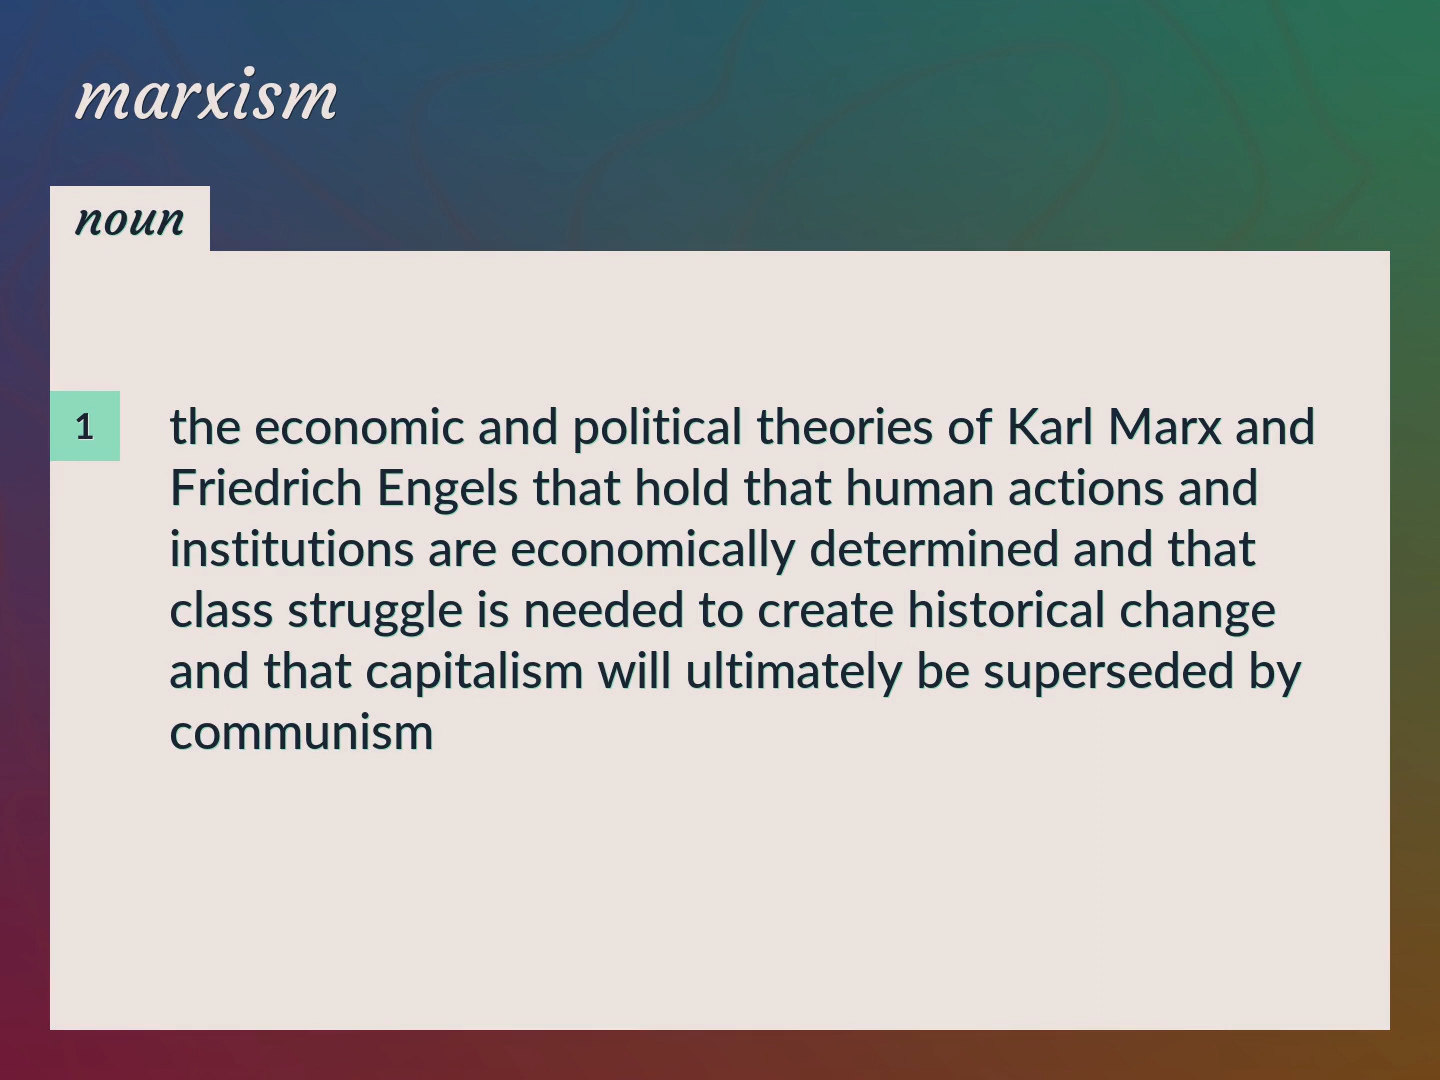 marxism
noun
1
the economic and political theories of Karl Marx and
Friedrich Engels that hold that human actions and
institutions are economically determined and that
class struggle is needed to create historical change
and that capitalism will ultimately be superseded by
communism